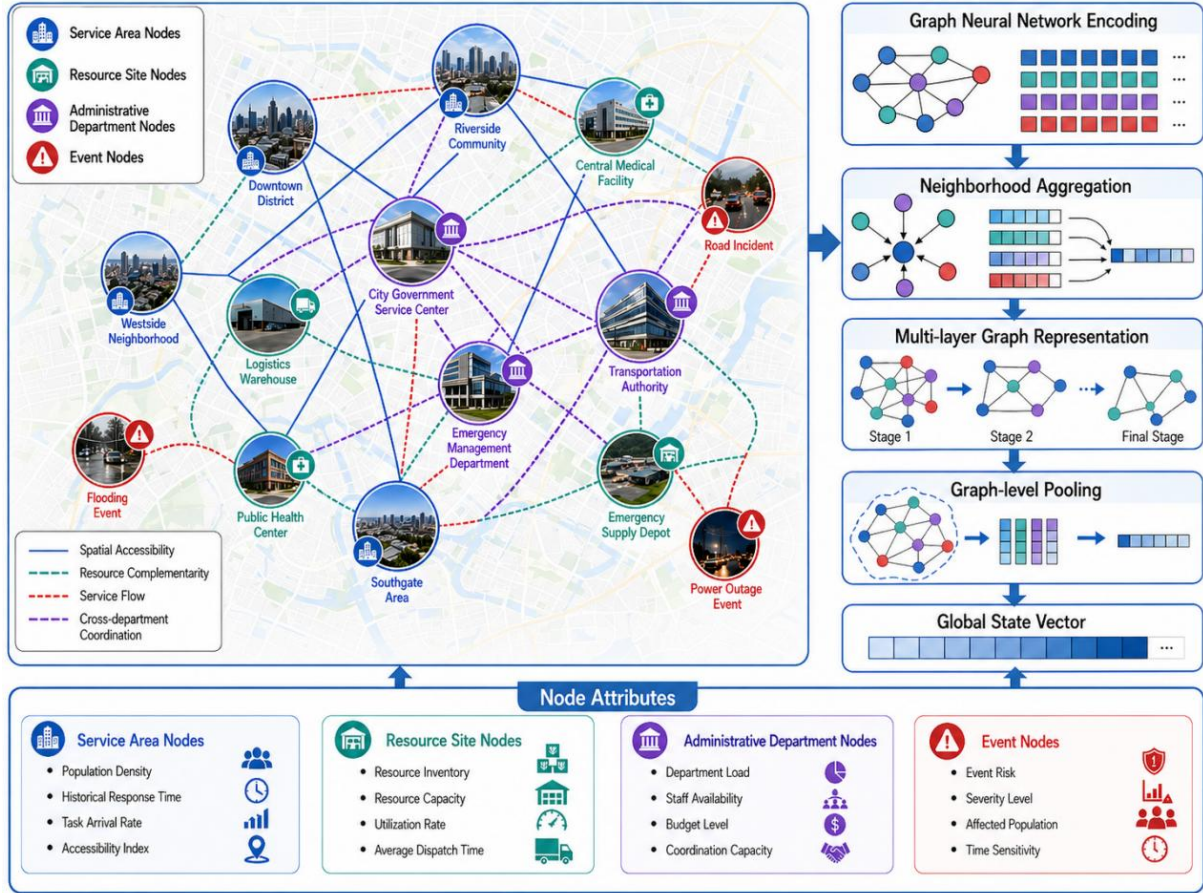 Service Area Nodes
Resource Site Nodes
Administrative
Department Nodes
Event Nodes
Riverside
Community
Downtown
District
Central Medical
Facility
Road Incident
City Government
Service Center
Westside
Neighborhood
Logistics
Warehouse
Transportation
Authority
Emergency
Management
Department
Flooding
Event
Public Health
Center
Southgate
Area
Emergency
Supply Depot
Power Outage
Event
Spatial Accessibility
Resource Complementarity
Service Flow
Cross-department
Coordination
Graph Neural Network Encoding
...
...
...
...
Neighborhood Aggregation
Multi-layer Graph Representation
Stage 1
Stage 2
Final Stage
Graph-level Pooling
Global State Vector
...
Node Attributes
Service Area Nodes
• Population Density
• Historical Response Time
• Task Arrival Rate
• Accessibility Index
Resource Site Nodes
• Resource Inventory
• Resource Capacity
• Utilization Rate
• Average Dispatch Time
Administrative Department Nodes
• Department Load
• Staff Availability
• Budget Level
$
• Coordination Capacity
Event Nodes
• Event Risk
1
• Severity Level
• Affected Population
• Time Sensitivity